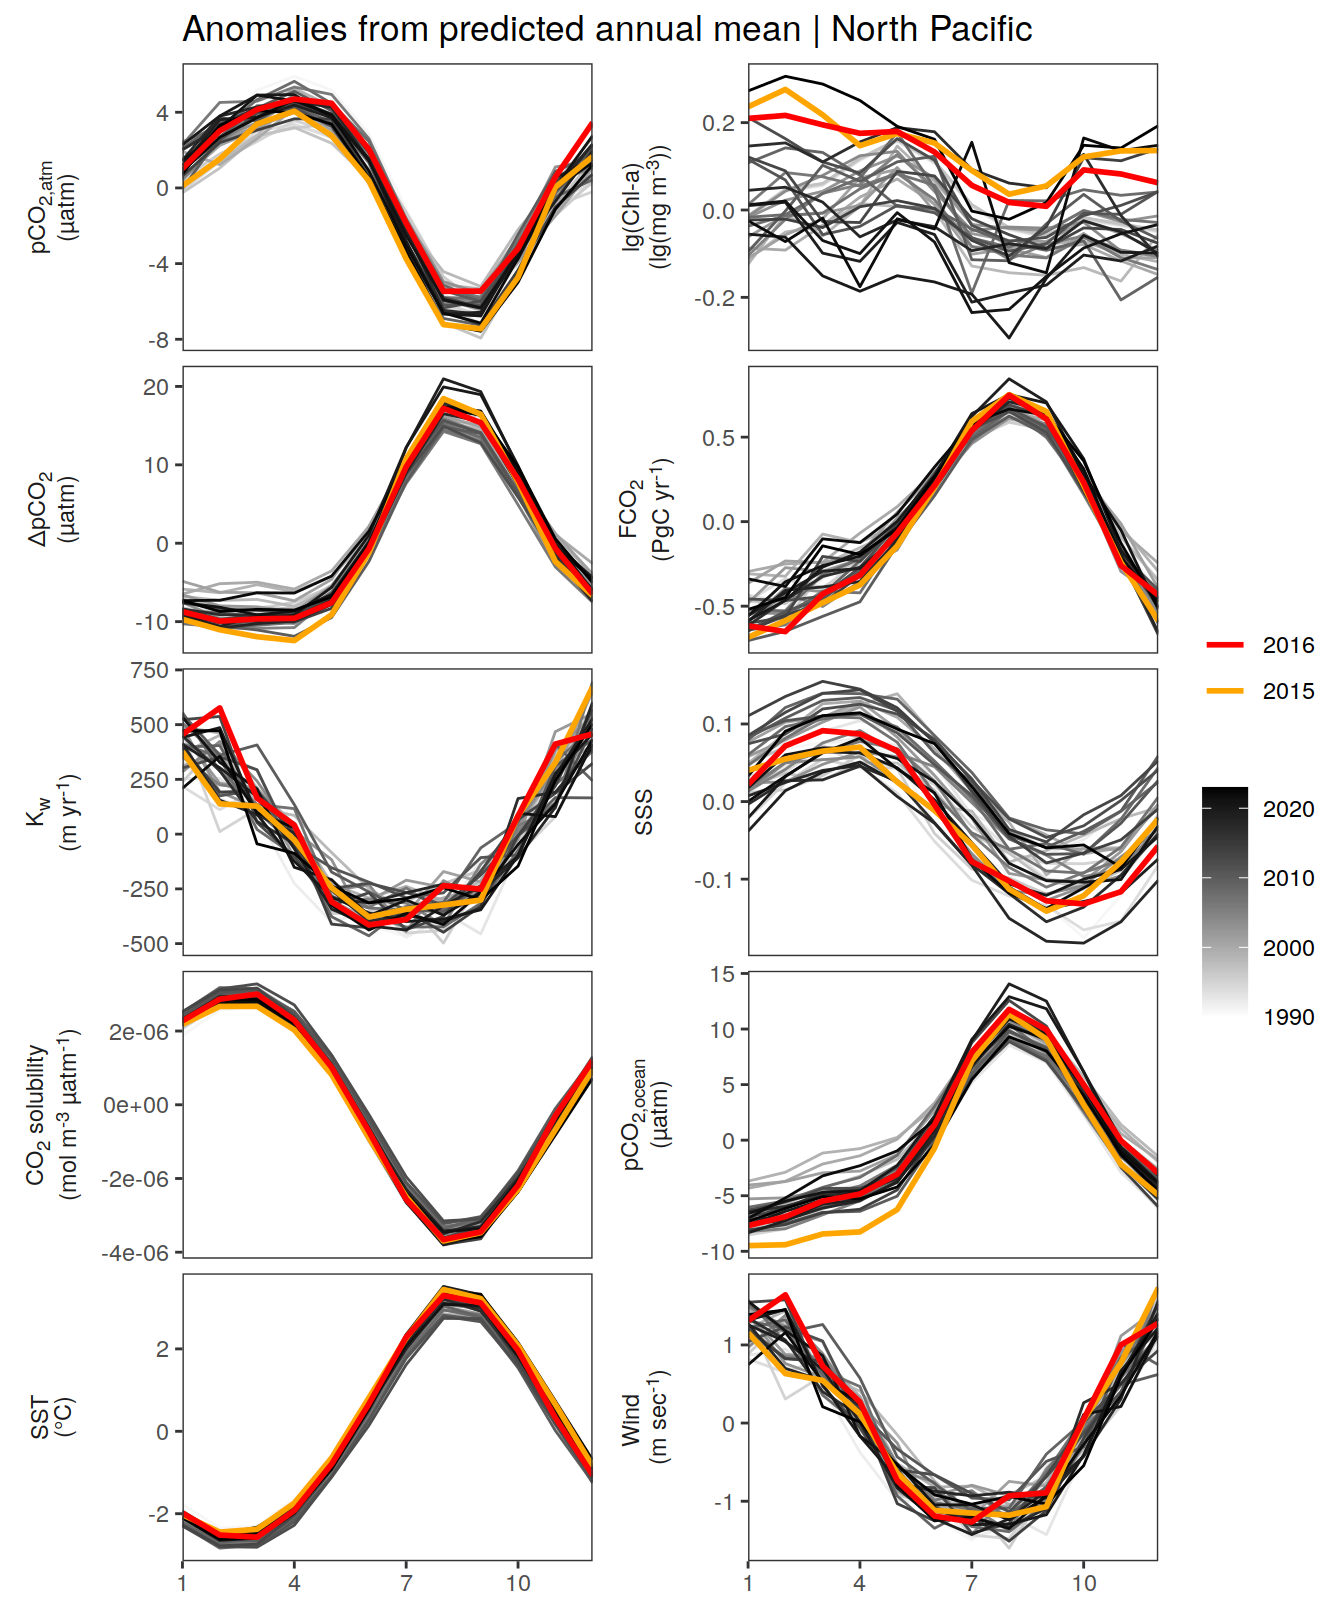 Anomalies from predicted annual mean | North Pacific
pCO2,atm
(µatm)
4
0
-4
-8
lg(Chl-a)
(lg(mg m-3))
0.2
0.0
-0.2
ΔpCO2
(µatm)
20
10
0
-10
FCO2
(PgC yr-1)
0.5
0.0
-0.5
Kw
(m yr-1)
750
500
250
0
-250
-500
SSS
0.1
0.0
-0.1
CO2 solubility
(mol m-3 µatm-1)
2e-06
0e+00
-2e-06
-4e-06
pCO2,ocean
(µatm)
15
10
5
0
-5
-10
SST
(°C)
2
0
-2
Wind
(m sec-1)
1
0
-1
1 4 7 10
1 4 7 10
2016
2015
2020
2010
2000
1990